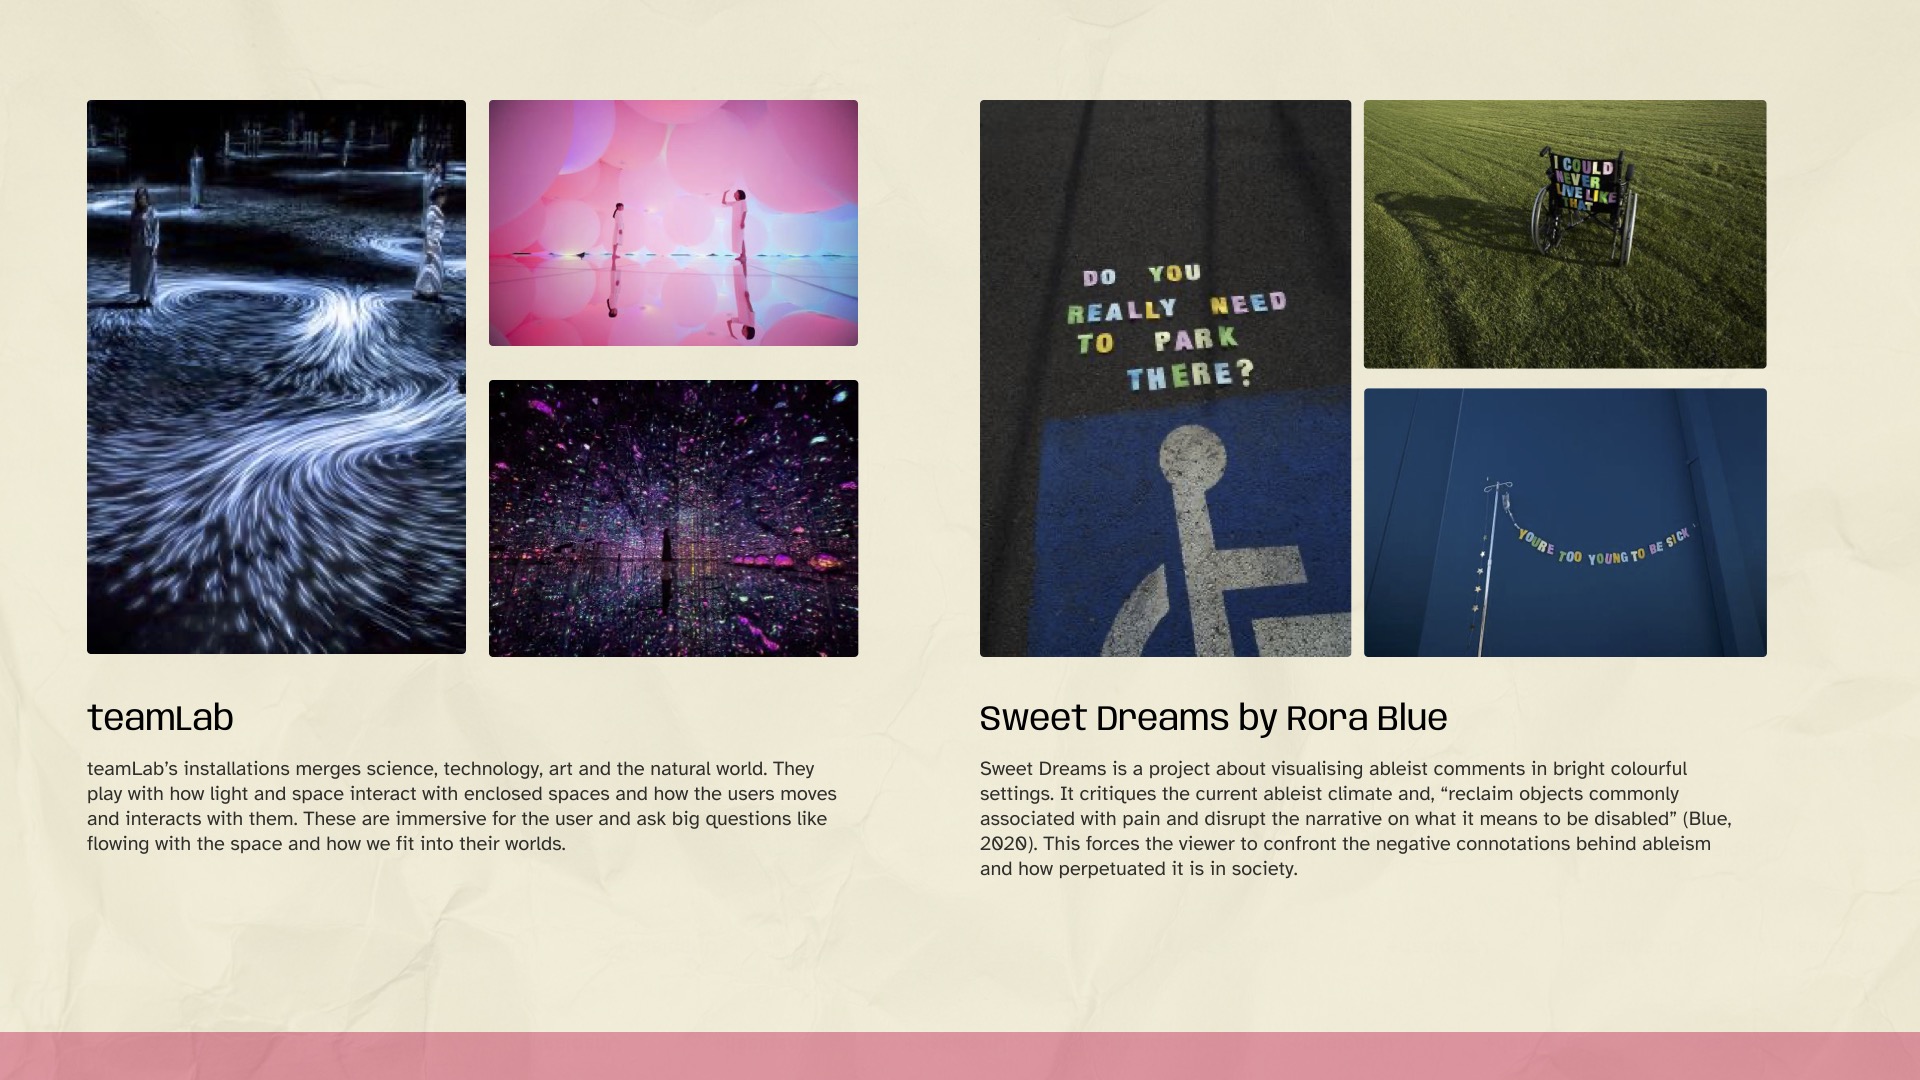 DO YOU
REALLY NEED
TO PARK
THERE?
I COULD
NEVER
LIVE LIKE
THAT
YOURE TOO YOUNG TO BE SICK
teamLab
teamLab’s installations merges science, technology, art and the natural world. They
play with how light and space interact with enclosed spaces and how the users moves
and interacts with them. These are immersive for the user and ask big questions like
flowing with the space and how we fit into their worlds.
Sweet Dreams by Rora Blue
Sweet Dreams is a project about visualising ableist comments in bright colourful
settings. It critiques the current ableist climate and, “reclaim objects commonly
associated with pain and disrupt the narrative on what it means to be disabled” (Blue,
2020). This forces the viewer to confront the negative connotations behind ableism
and how perpetuated it is in society.